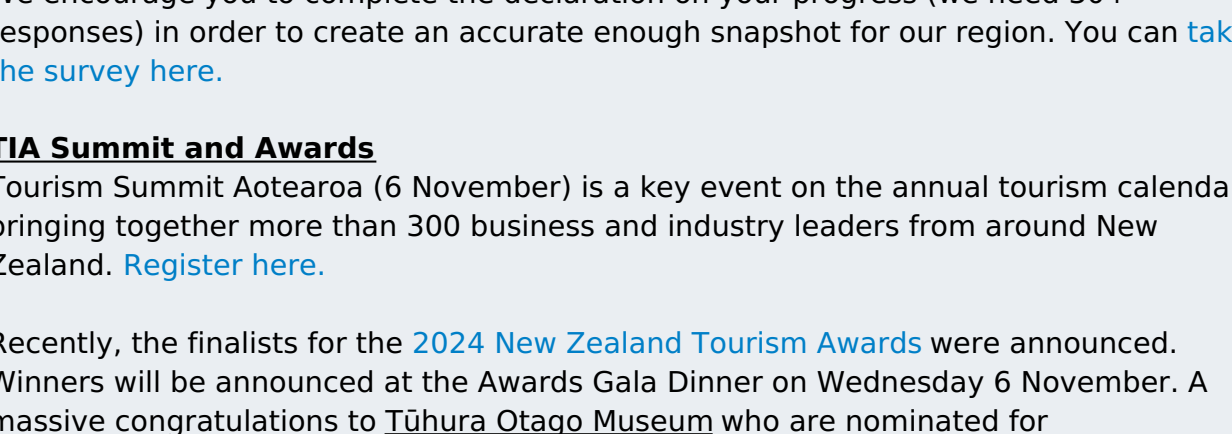 responses) in order to create an accurate enough snapshot for our region. You can tak
the survey here.
TIA Summit and Awards
Tourism Summit Aotearoa (6 November) is a key event on the annual tourism calenda
bringing together more than 300 business and industry leaders from around New
Zealand. Register here.
Recently, the finalists for the 2024 New Zealand Tourism Awards were announced.
Winners will be announced at the Awards Gala Dinner on Wednesday 6 November. A
massive congratulations to Tūhura Otago Museum who are nominated for